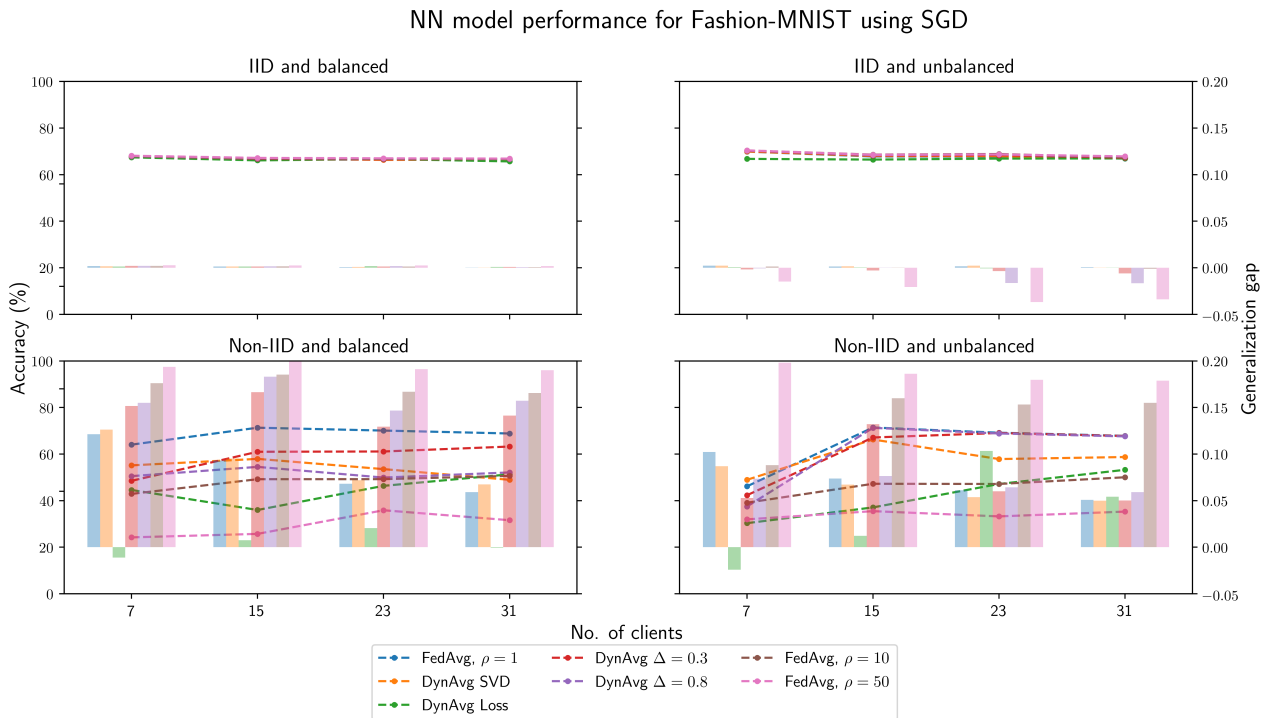 NN model performance for Fashion-MNIST using SGD
IID and balanced
IID and unbalanced
100
80
60
40
20
0
0.20
0.15
0.10
0.05
0.00
−0.05
Accuracy (%)
Generalization gap
Non-IID and balanced
Non-IID and unbalanced
100
80
60
40
20
0
0.20
0.15
0.10
0.05
0.00
−0.05
7 15 23 31
7 15 23 31
No. of clients
FedAvg, ρ = 1
DynAvg SVD
DynAvg Loss
DynAvg Δ = 0.3
DynAvg Δ = 0.8
FedAvg, ρ = 10
FedAvg, ρ = 50